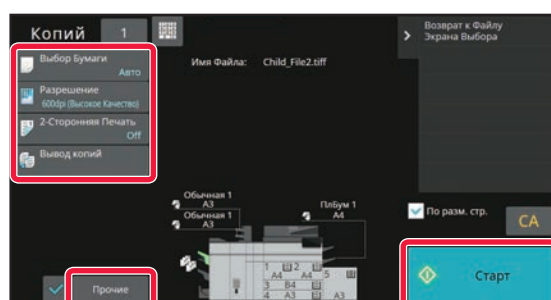 Копий 1
Выбор Бумаги
Авто
Разрешение
600dpi (Высокое Качество)
2-Сторонняя Печать
Off
Вывод копий
Имя Файла: Child_File2.tiff
Возврат к Файлу
Экрана Выбора
Обычная 1
A3
Обычная 1
A3
ПлБум 1
A4
1 A4
2 A4
5
3 B4
4 A3
A3
По разм. стр.
CA
Прочие
Старт